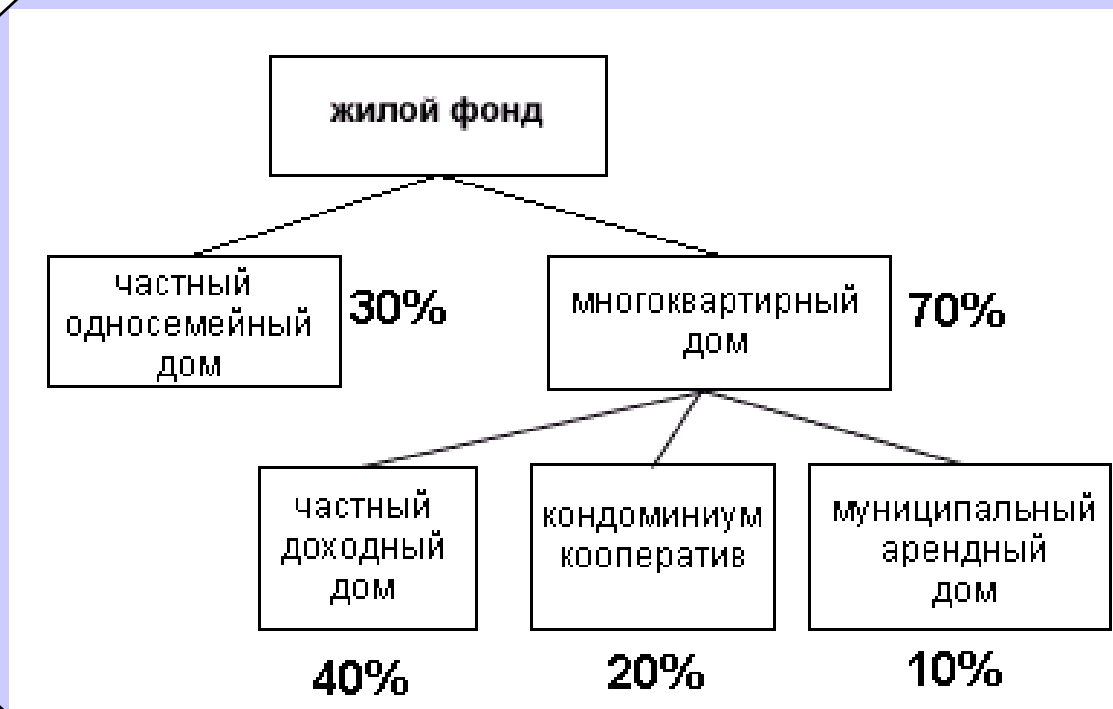 жилой фонд
частный
односемейный
дом
30%
многоквартирный
дом
70%
частный
доходный
дом
кондоминиум
кооператив
муниципальный
арендный
дом
40%
20%
10%